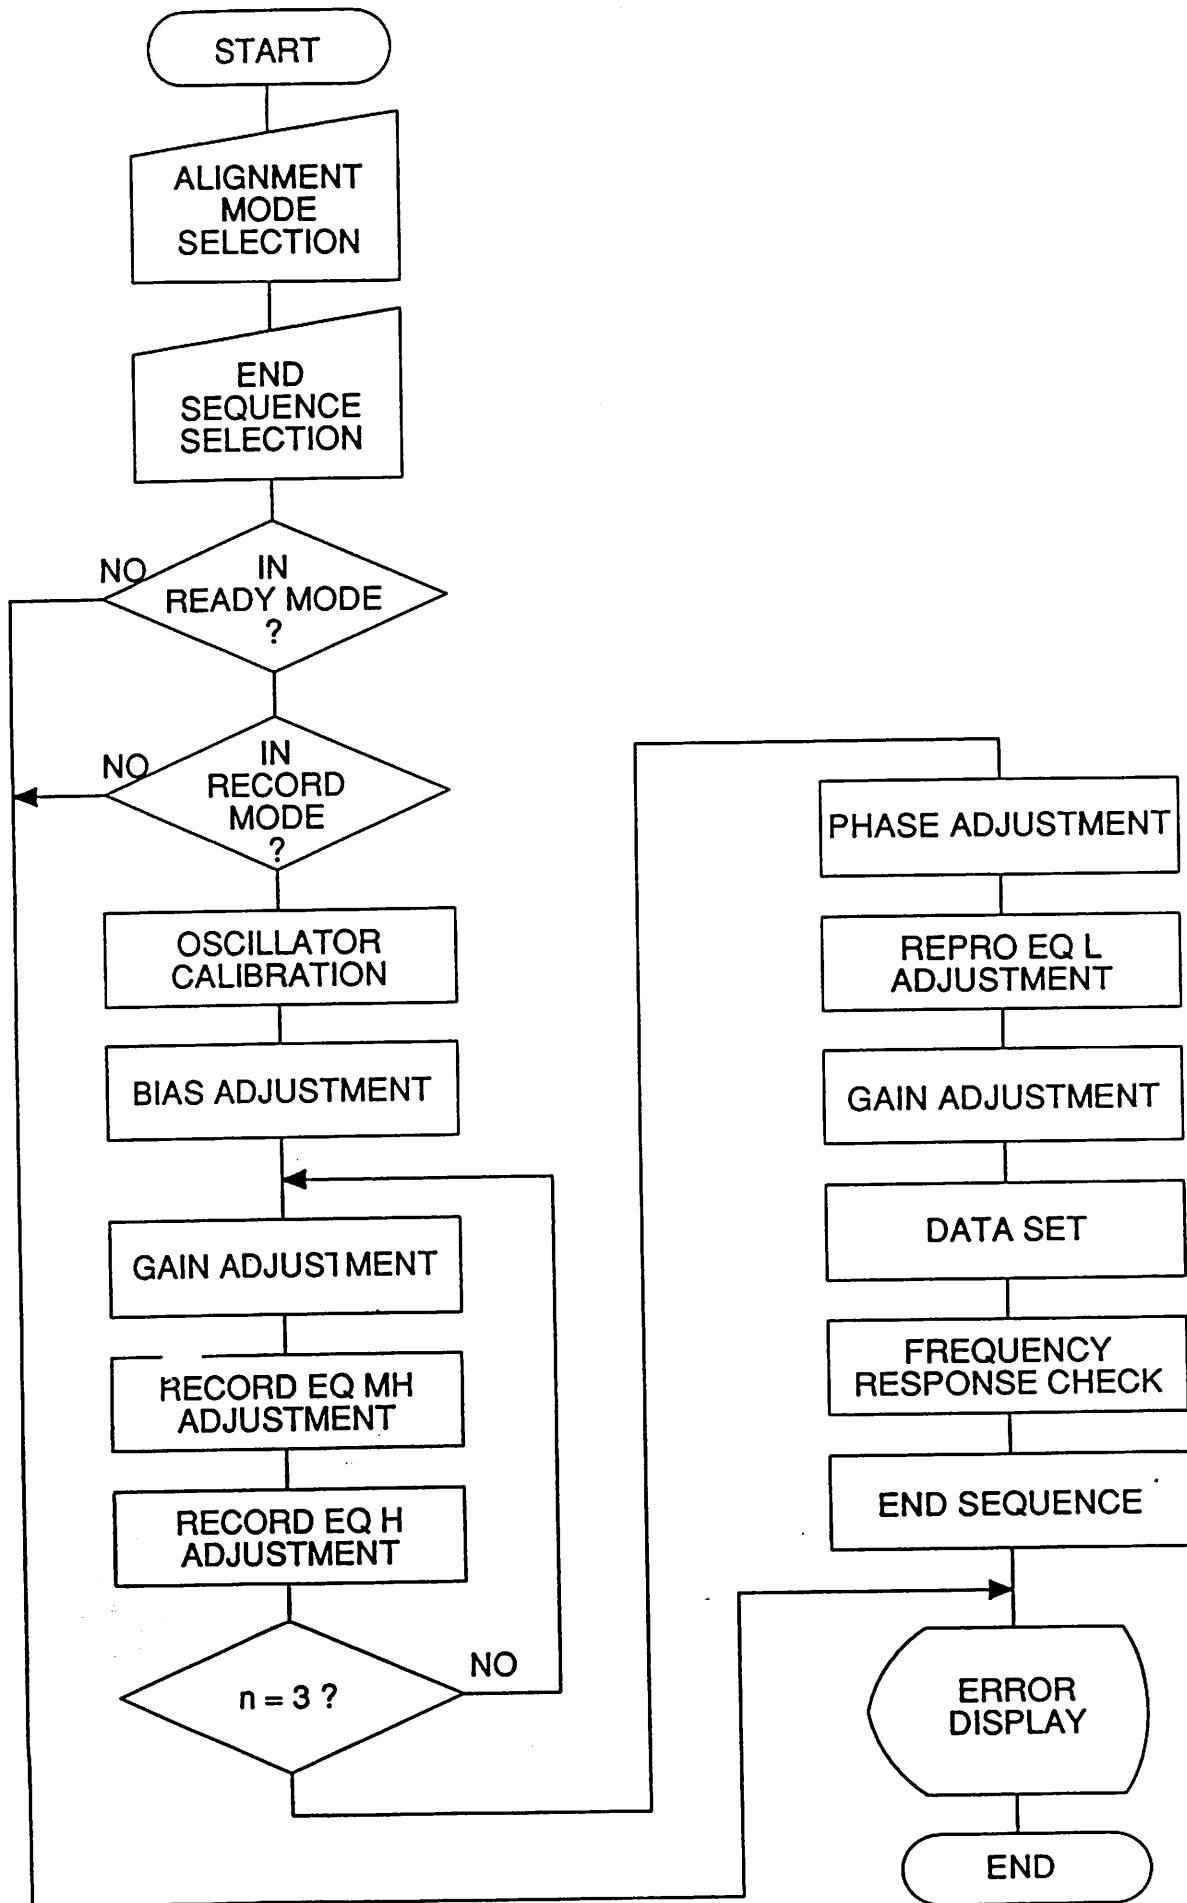 START
ALIGNMENT
MODE
SELECTION
END
SEQUENCE
SELECTION
NO
IN
READY MODE
?
NO
IN
RECORD
MODE
?
OSCILLATOR
CALIBRATION
BIAS ADJUSTMENT
GAIN ADJUSTMENT
RECORD EQ MH
ADJUSTMENT
RECORD EQ H
ADJUSTMENT
n = 3 ?
NO
PHASE ADJUSTMENT
REPRO EQ L
ADJUSTMENT
GAIN ADJUSTMENT
DATA SET
FREQUENCY
RESPONSE CHECK
END SEQUENCE
ERROR
DISPLAY
END